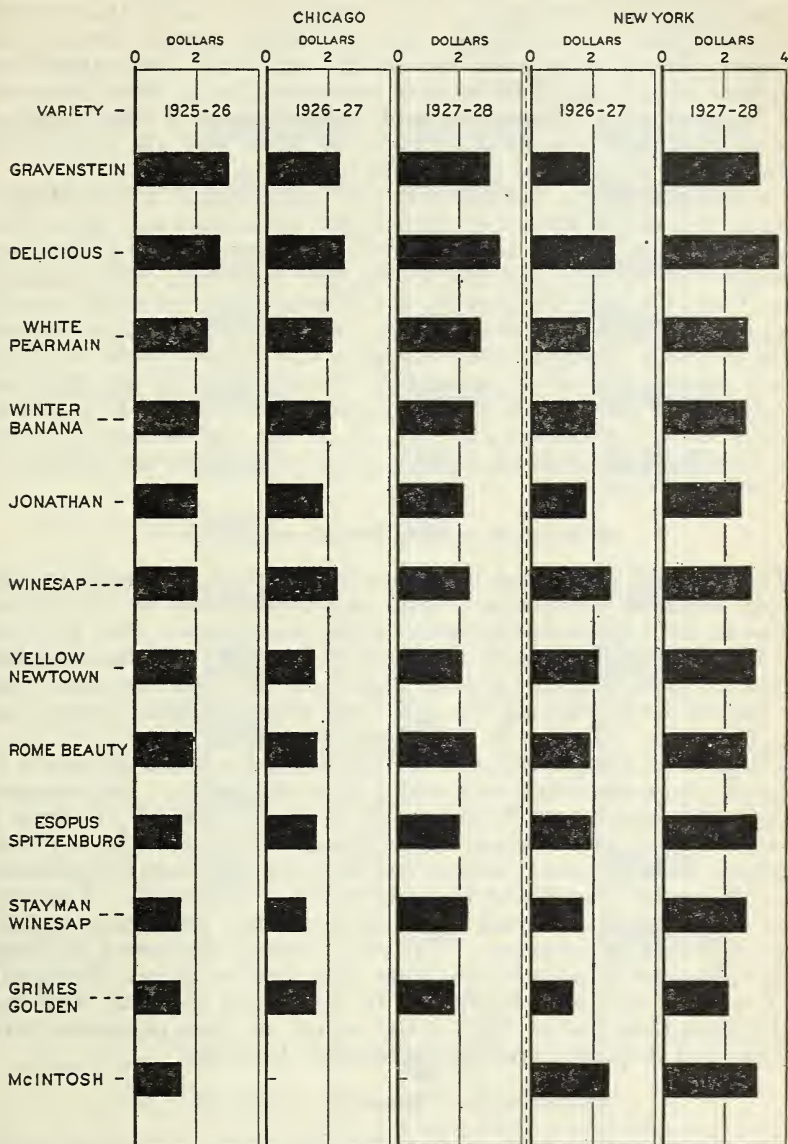 CHICAGO NEW YORK
DOLLARS DOLLARS DOLLARS DOLLARS DOLLARS
0 2 0 2 0 2 0 2 0 2 4
VARIETY - 1925-26 1926-27 1927-28 1926-27 1927-28
GRAVENSTEIN
DELICIOUS -
WHITE
PEARMAIN -
WINTER
BANANA ---
JONATHAN -
WINESAP ---
YELLOW
NEWTOWN -
ROME BEAUTY
ESOPUS
SPITZENBURG
STAYMAN
WINESAP --
GRIMES
GOLDEN ---
McINTOSH -